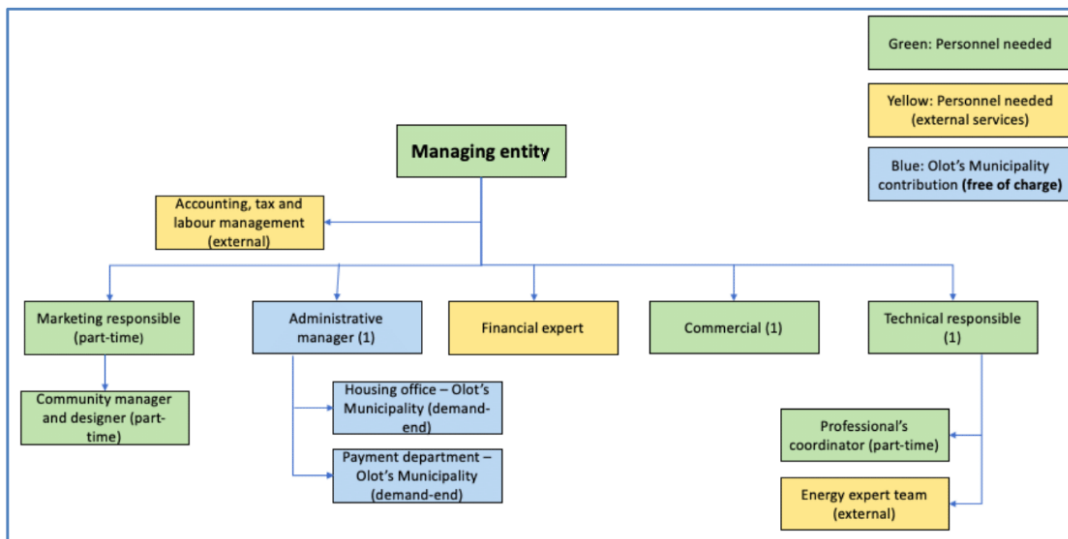 Green: Personnel needed
Yellow: Personnel needed
(external services)
Blue: Olot's Municipality
contribution (free of charge)
Managing entity
Accounting, tax and
labour management
(external)
Marketing responsible
(part-time)
Administrative
manager (1)
Financial expert
Commercial (1)
Technical responsible
(1)
Community manager
and designer (part-
time)
Housing office – Olot's
Municipality (demand-
end)
Payment department –
Olot's Municipality
(demand-end)
Professional's
coordinator (part-time)
Energy expert team
(external)